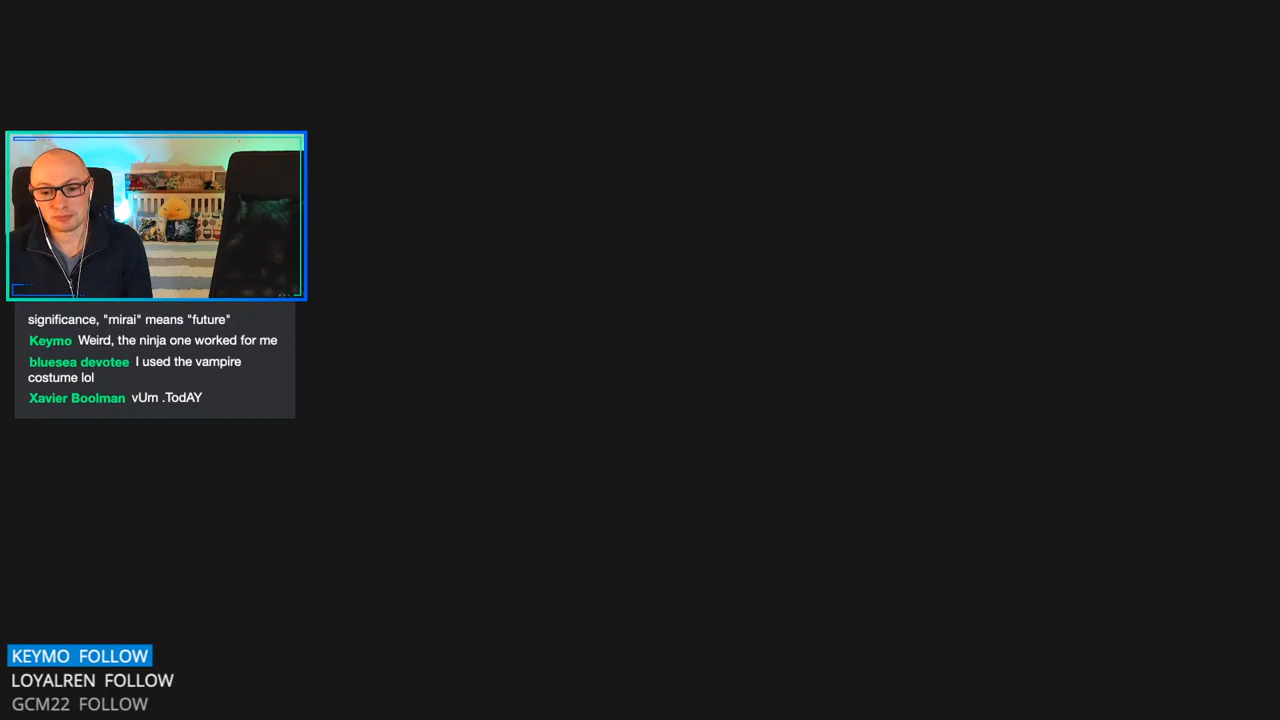 significance, "mirai" means "future"
Keymo Weird, the ninja one worked for me
bluesea devotee I used the vampire
costume lol
Xavier Boolman vUm .TodAY
KEYMO FOLLOW
LOYALREN FOLLOW
GCM22 FOLLOW